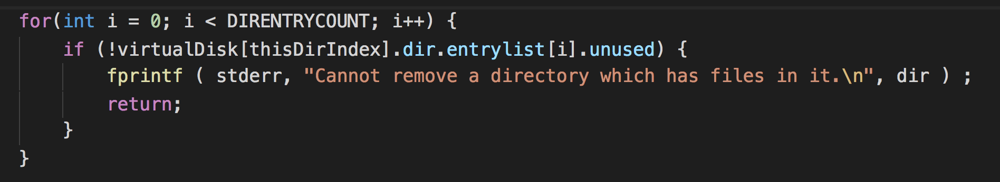 for(int i = 0; i < DIRENTRYCOUNT; i++) {
    if (!virtualDisk[thisDirIndex].dir.entrylist[i].unused) {
        fprintf ( stderr, "Cannot remove a directory which has files in it.\n", dir ) ;
        return;
    }
}